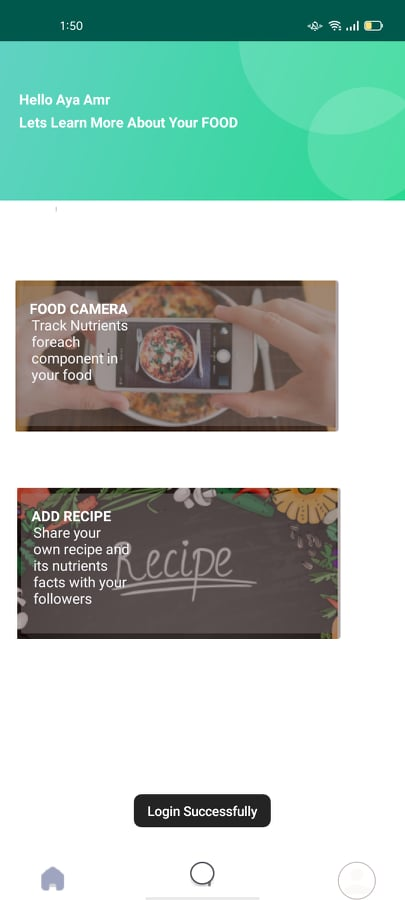 1:50
Hello Aya Amr
Lets Learn More About Your FOOD
FOOD CAMERA
Track Nutrients
foreach
component in
your food
ADD RECIPE
Share your
own recipe and
its nutrients
facts with your
followers
Recipe
Login Successfully